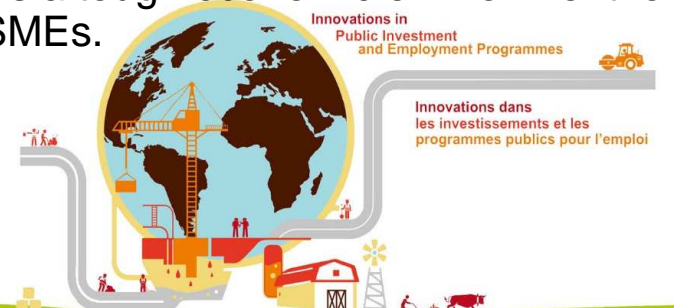 SMEs.
Innovations in
Public Investment
and Employment Programmes
Innovations dans
les investissements et les
programmes publics pour l'emploi